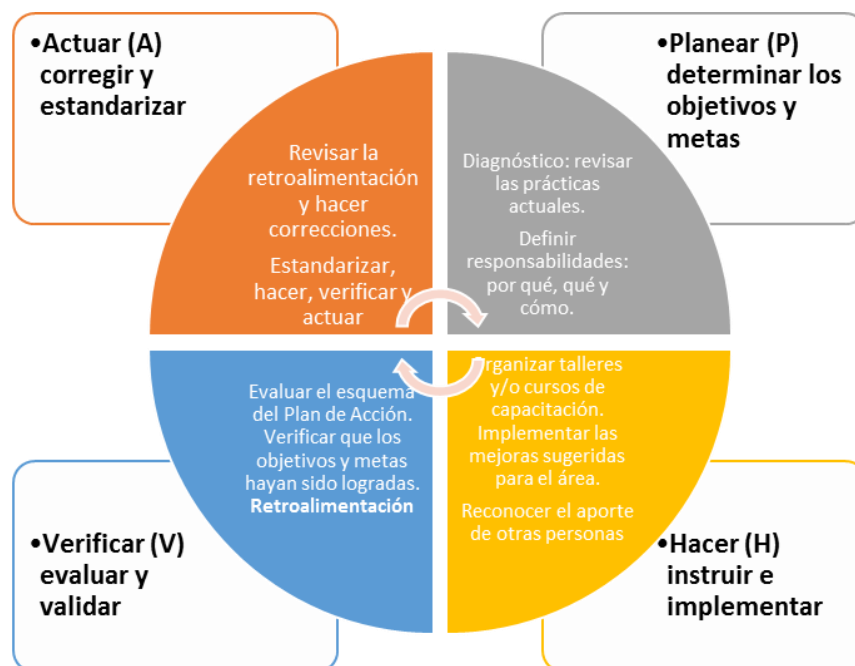 •Actuar (A)
corregir y
estandarizar
•Planear (P)
determinar los
objetivos y
metas
Revisar la
retroalimentación
y hacer
correcciones.
Estandarizar,
hacer, verificar y
actuar
Diagnóstico: revisar
las prácticas
actuales.
Definir
responsabilidades:
por qué, qué y
cómo.
Evaluar el esquema
del Plan de Acción.
Verificar que los
objetivos y metas
hayan sido logradas.
Retroalimentación
Organizar talleres
y/o cursos de
capacitación.
Implementar las
mejoras sugeridas
para el área.
Reconocer el aporte
de otras personas
•Verificar (V)
evaluar y
validar
•Hacer (H)
instruir e
implementar